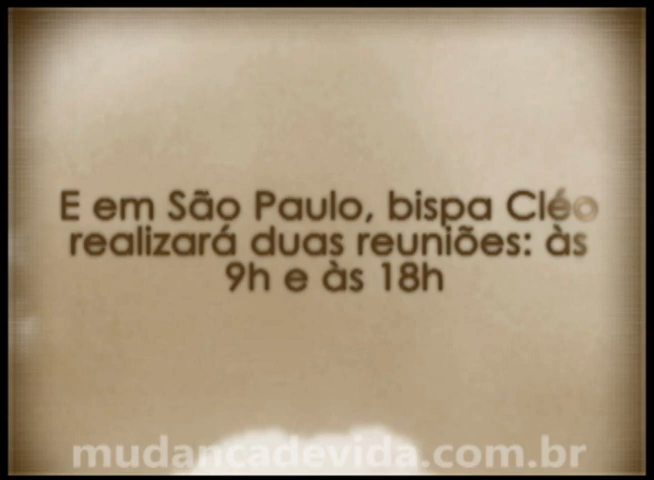 E em São Paulo, bispa Cléo
realizará duas reuniões: às
9h e às 18h
mudancadevida.com.br